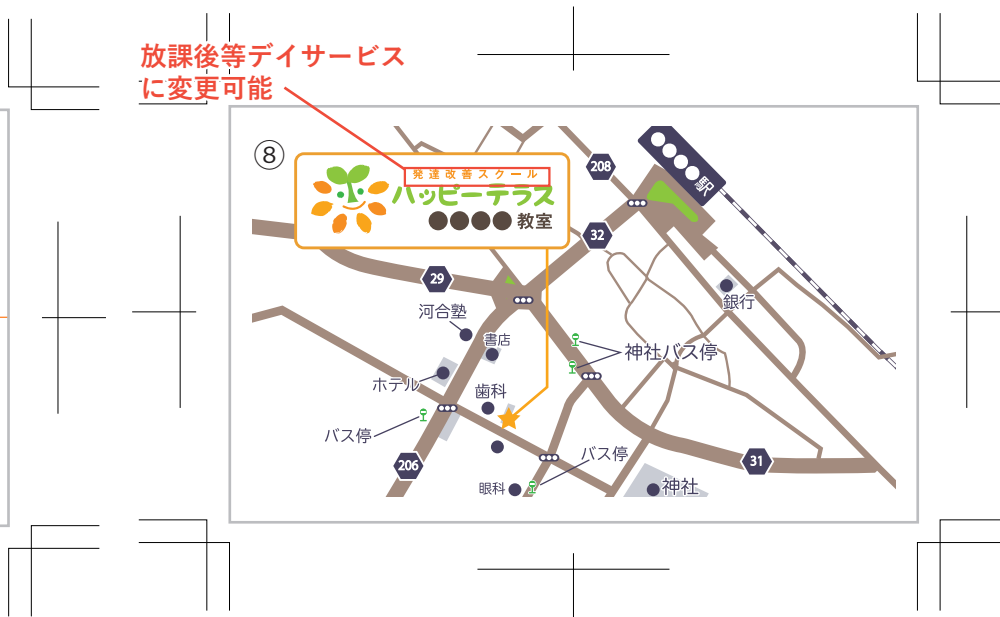 放課後等デイサービス
に変更可能
⑧
発達改善スクール
ハッピーテラス
●●●●教室
●●●●駅
208
32
29
銀行
河合塾
書店
神社バス停
ホテル
歯科
バス停
206
バス停
31
眼科
神社